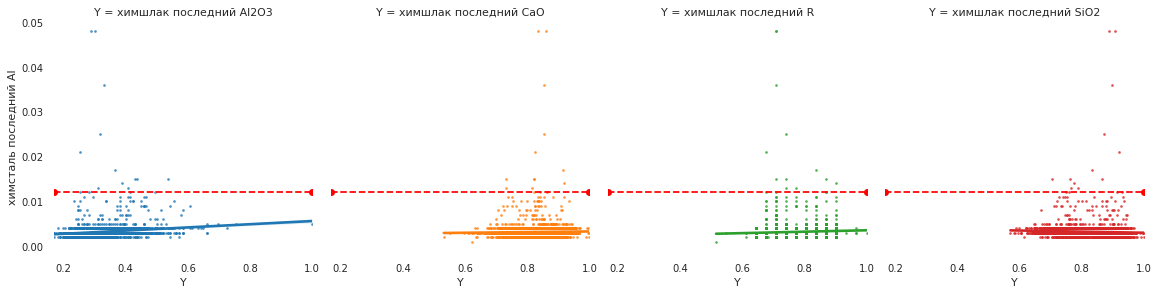 Y = химшлак последний Al2O3
Y = химшлак последний CaO
Y = химшлак последний R
Y = химшлак последний SiO2
химсталь последний Al
0.05
0.04
0.03
0.02
0.01
0.00
0.2 0.4 0.6 0.8 1.0
0.2 0.4 0.6 0.8 1.0
0.2 0.4 0.6 0.8 1.0
0.2 0.4 0.6 0.8 1.0
Y
Y
Y
Y